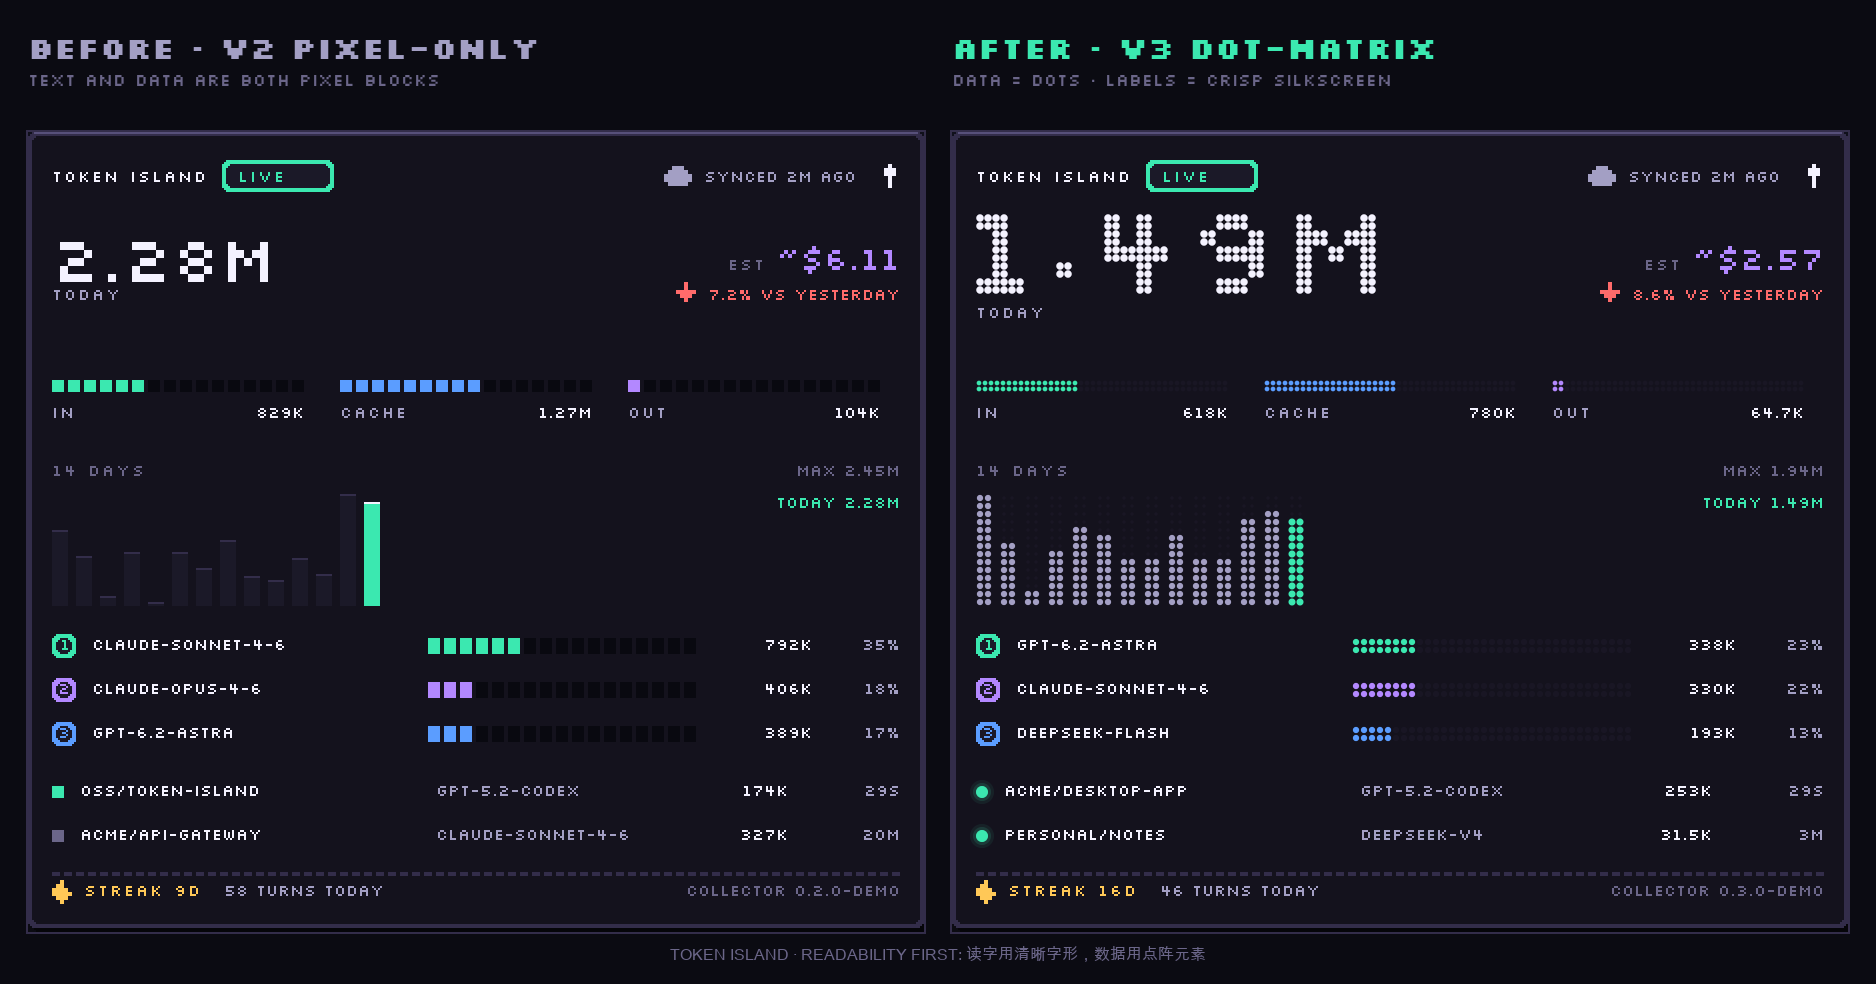 BEFORE · V2 PIXEL-ONLY
TEXT AND DATA ARE BOTH PIXEL BLOCKS
TOKEN ISLAND LIVE SYNCED 2M AGO
2.28M
TODAY
EST ~$6.11
7.2% VS YESTERDAY
IN 829K CACHE 1.27M OUT 104K
14 DAYS MAX 2.45M
TODAY 2.28M
1 CLAUDE-SONNET-4-6 792K 35%
2 CLAUDE-OPUS-4-6 406K 18%
3 GPT-6.2-ASTRA 389K 17%
OSS/TOKEN-ISLAND GPT-5.2-CODEX 174K 29S
ACME/API-GATEWAY CLAUDE-SONNET-4-6 327K 20M
STREAK 9D 58 TURNS TODAY COLLECTOR 0.2.0-DEMO
AFTER · V3 DOT-MATRIX
DATA = DOTS · LABELS = CRISP SILKSCREEN
TOKEN ISLAND LIVE SYNCED 2M AGO
1.49M
TODAY
EST ~$2.57
8.6% VS YESTERDAY
IN 618K CACHE 780K OUT 64.7K
14 DAYS MAX 1.94M
TODAY 1.49M
1 GPT-6.2-ASTRA 338K 23%
2 CLAUDE-SONNET-4-6 330K 22%
3 DEEPSEEK-FLASH 193K 13%
ACME/DESKTOP-APP GPT-5.2-CODEX 253K 29S
PERSONAL/NOTES DEEPSEEK-V4 31.5K 3M
STREAK 16D 46 TURNS TODAY COLLECTOR 0.3.0-DEMO
TOKEN ISLAND · READABILITY FIRST: 读字用清晰字形，数据用点阵元素